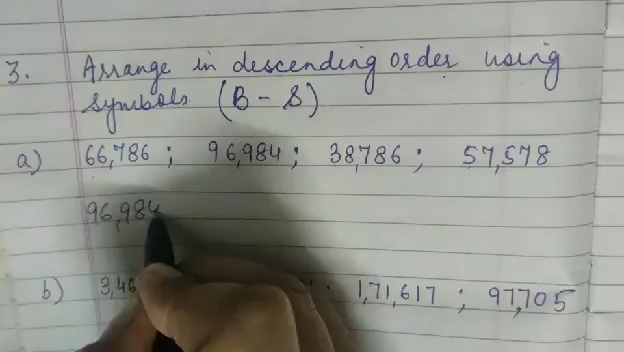 3. Arrange in descending order using
symbols (B - S)
a) 66,786 ; 96,984 ; 38,786 ; 57,578
96,984
b) 3,46 ; 1,71,617 ; 97,705